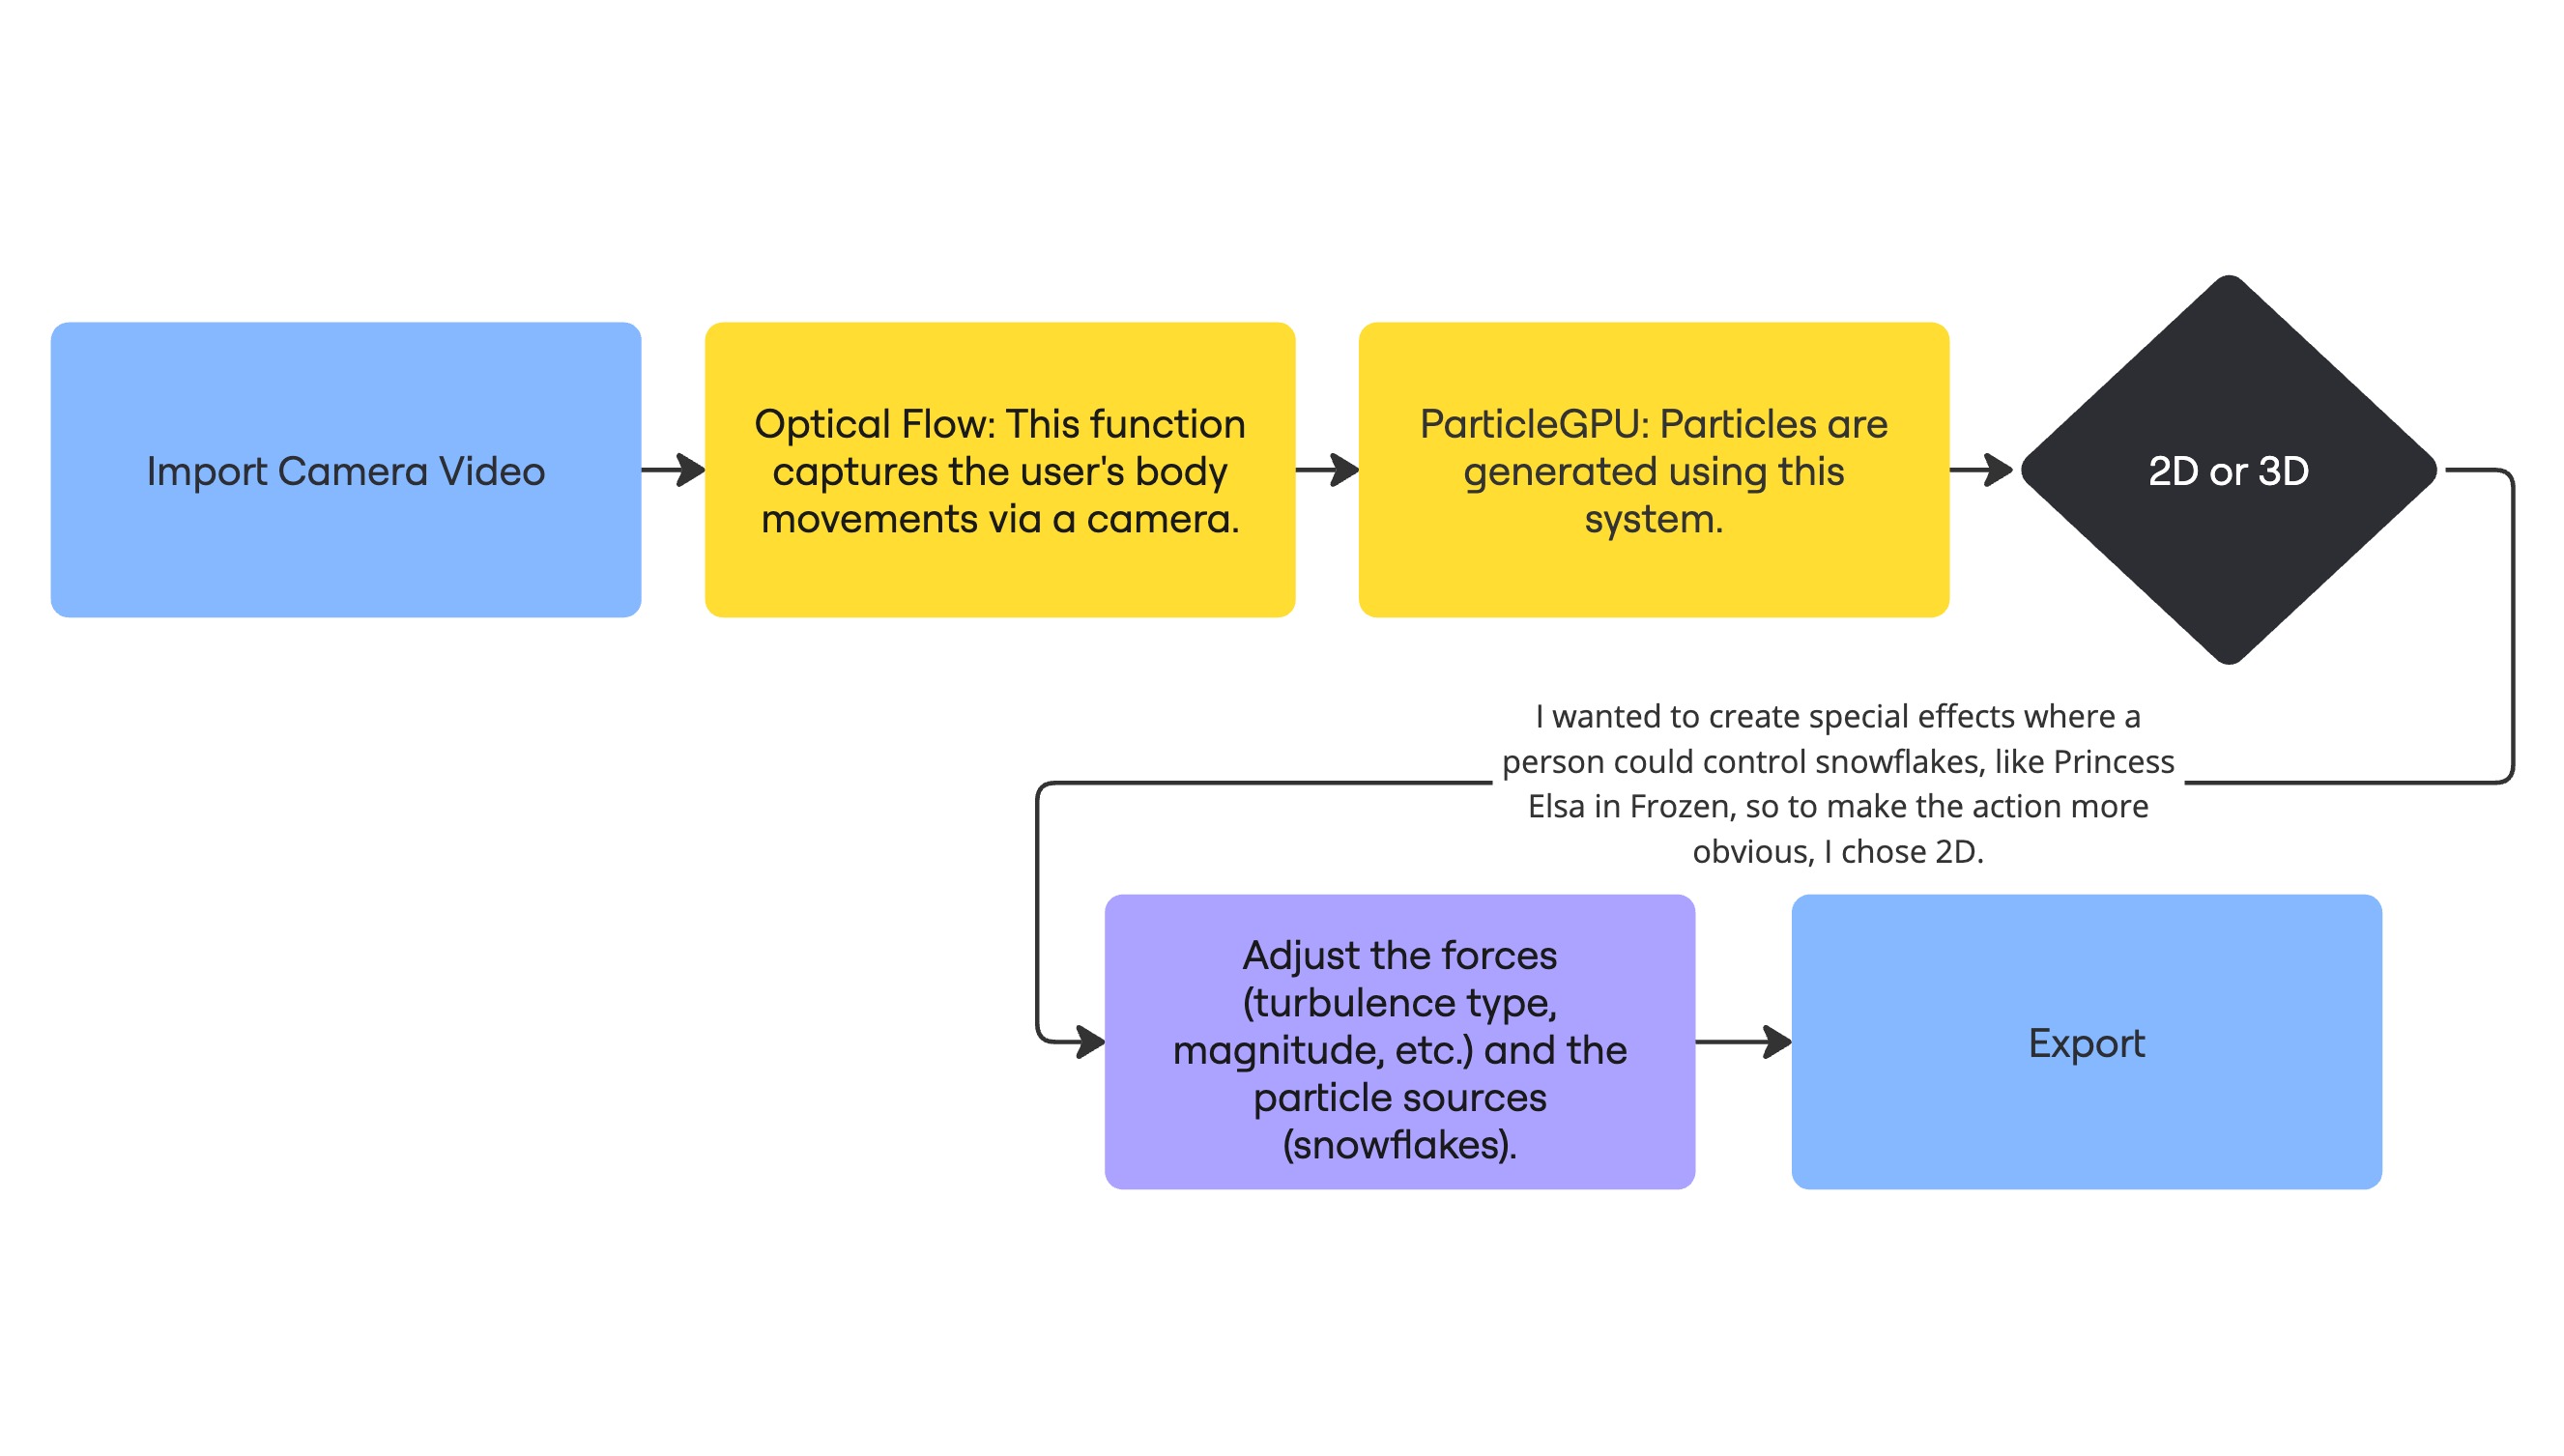 Import Camera Video
Optical Flow: This function
captures the user's body
movements via a camera.
ParticleGPU: Particles are
generated using this
system.
2D or 3D
I wanted to create special effects where a
person could control snowflakes, like Princess
Elsa in Frozen, so to make the action more
obvious, I chose 2D.
Adjust the forces
(turbulence type,
magnitude, etc.) and the
particle sources
(snowflakes).
Export